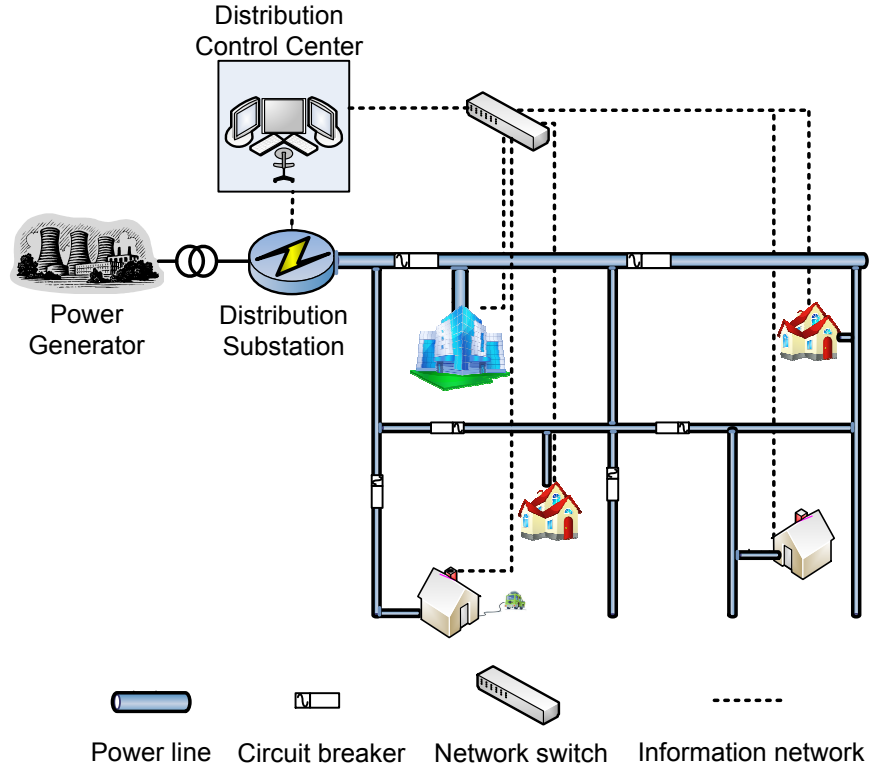 Distribution
Control Center
Power
Generator
Distribution
Substation
Power line
Circuit breaker
Network switch
Information network